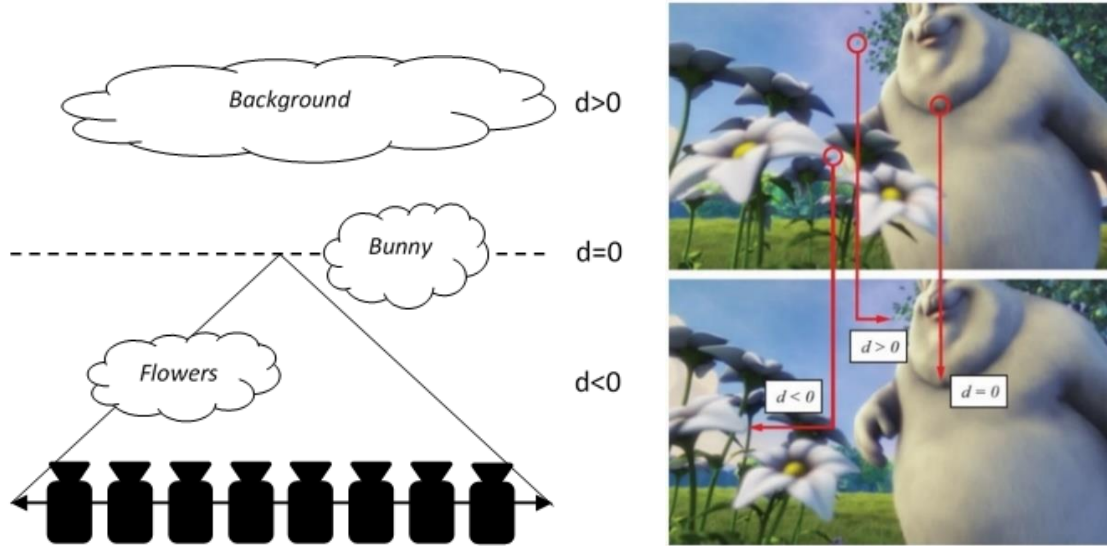 Background
d>0
Bunny
d=0
Flowers
d<0
d > 0
d < 0
d = 0